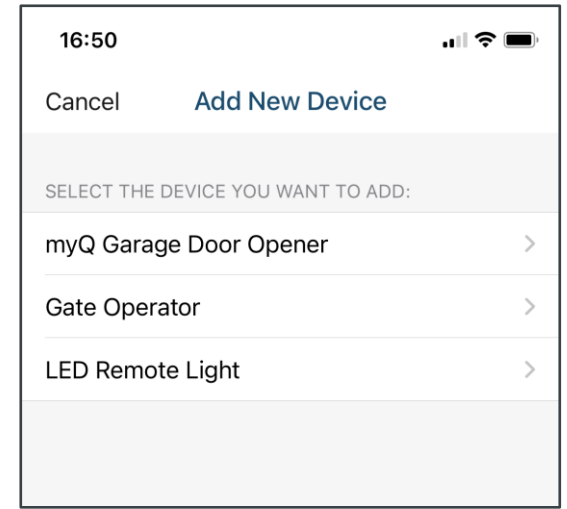 16:50
Cancel Add New Device
SELECT THE DEVICE YOU WANT TO ADD:
myQ Garage Door Opener
Gate Operator
LED Remote Light